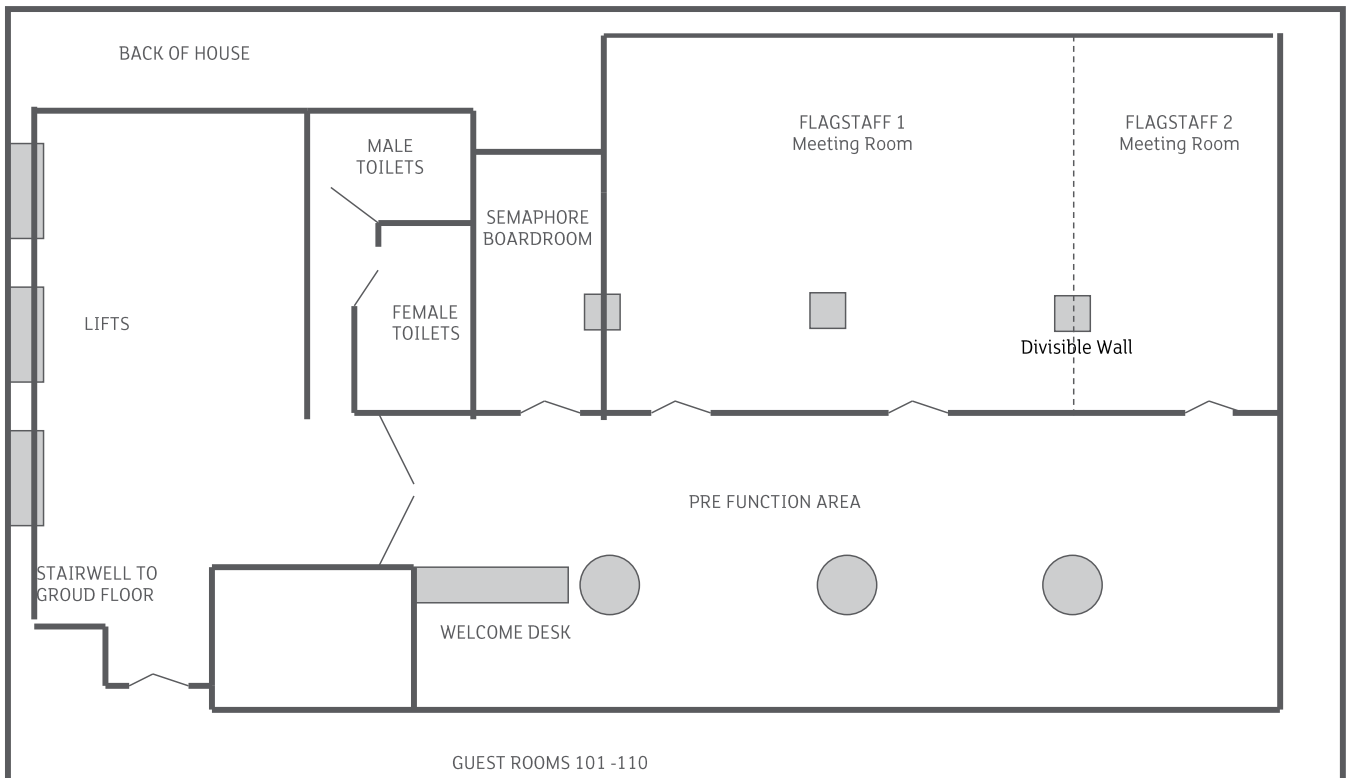 BACK OF HOUSE
FLAGSTAFF 1
Meeting Room
FLAGSTAFF 2
Meeting Room
MALE
TOILETS
SEMAPHORE
BOARDROOM
LIFTS
FEMALE
TOILETS
Divisible Wall
PRE FUNCTION AREA
STAIRWELL TO
GROUD FLOOR
WELCOME DESK
GUEST ROOMS 101 -110